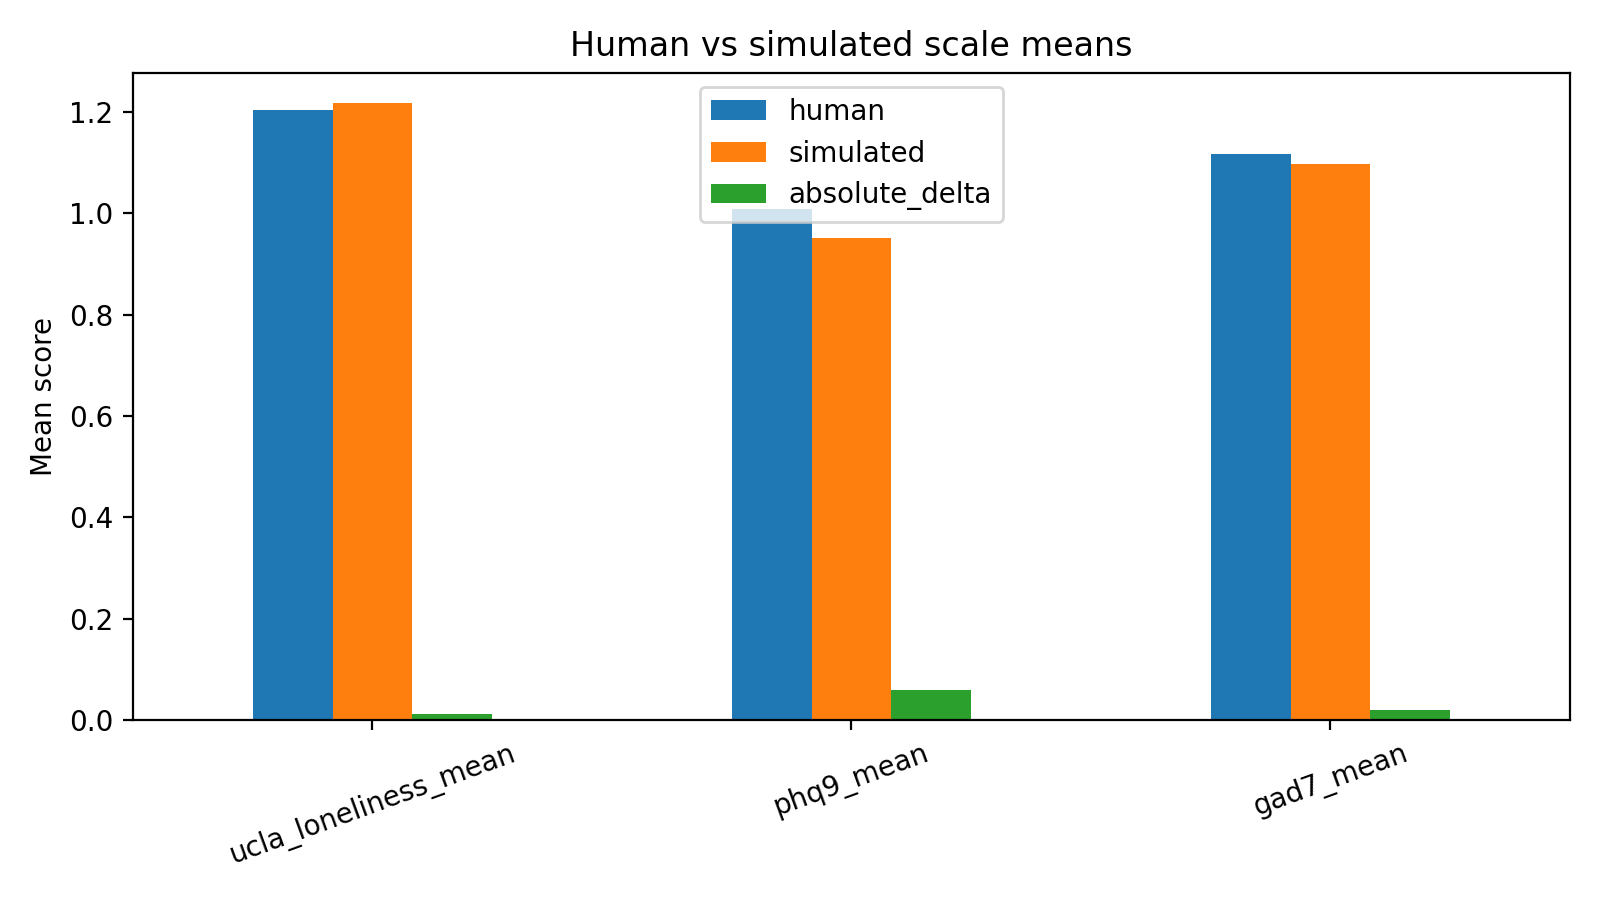 Human vs simulated scale means
human
simulated
absolute_delta
Mean score
1.2
1.0
0.8
0.6
0.4
0.2
0.0
ucla_loneliness_mean
phq9_mean
gad7_mean